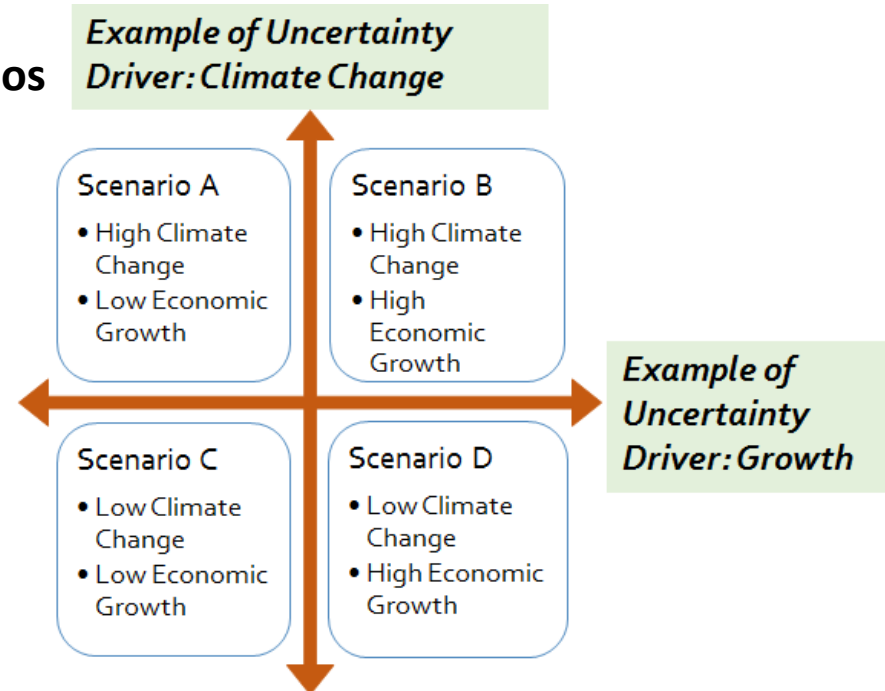 os
Example of Uncertainty
Driver: Climate Change
Scenario A
• High Climate
Change
• Low Economic
Growth
Scenario B
• High Climate
Change
• High
Economic
Growth
Example of
Uncertainty
Driver: Growth
Scenario C
• Low Climate
Change
• Low Economic
Growth
Scenario D
• Low Climate
Change
• High Economic
Growth